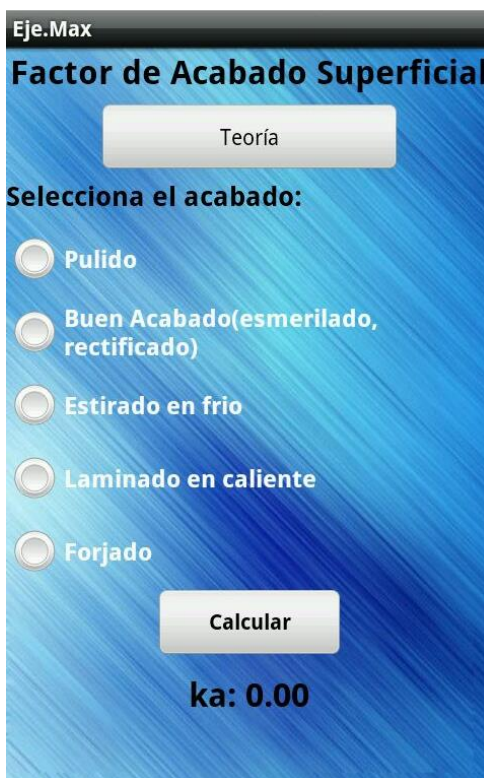 Eje.Max
Factor de Acabado Superficial
Teoría
Selecciona el acabado:
Pulido
Buen Acabado(esmerilado,
rectificado)
Estirado en frio
Laminado en caliente
Forjado
Calcular
ka: 0.00